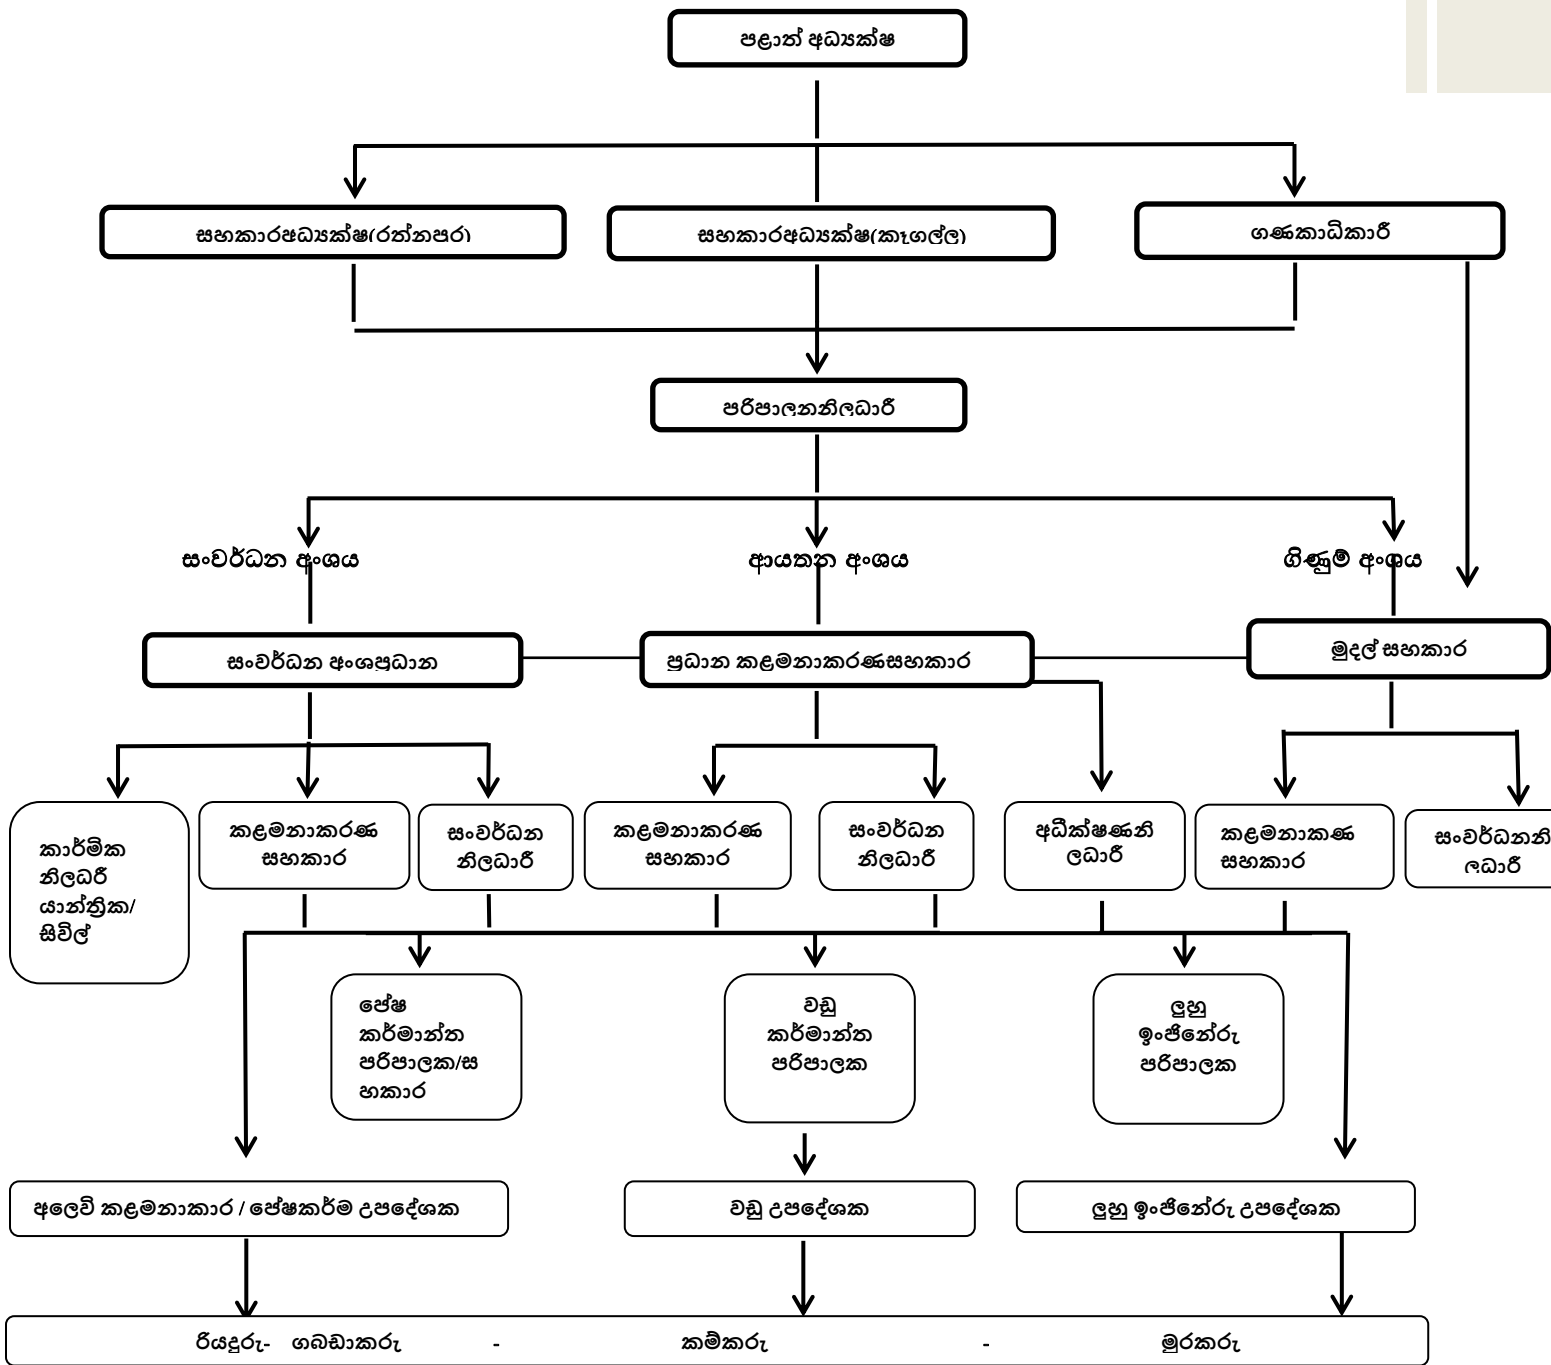 පළාත් අධ්‍යක්ෂ
සහකාරඅධ්‍යක්ෂ(රත්නපුර)
සහකාරඅධ්‍යක්ෂ(කෑගල්ල)
ගණකාධිකාරී
පරිපාලනනිලධාරී
සංවර්ධන අංශය
ආයතන අංශය
ගිණුම් අංශය
සංවර්ධන අංශප්‍රධාන
ප්‍රධාන කළමනාකරණසහකාර
මුදල් සහකාර
කාර්මික
නිලධරී
යාන්ත්‍රික/
සිවිල්
කළමනාකරණ
සහකාර
සංවර්ධන
නිලධාරී
කළමනාකරණ
සහකාර
සංවර්ධන
නිලධාරී
අධීක්ෂණනි
ලධාරී
කළමනාකණ
සහකාර
සංවර්ධනනි
ලධාරී
පේෂ
කර්මාන්ත
පරිපාලක/ස
හකාර
වඩු
කර්මාන්ත
පරිපාලක
ලුහු
ඉංජිනේරු
පරිපාලක
අලෙවි කළමනාකාර / පේෂකර්ම උපදේශක
වඩු උපදේශක
ලුහු ඉංජිනේරු උපදේශක
රියදුරු- ගබඩාකරු - කම්කරු - මුරකරු